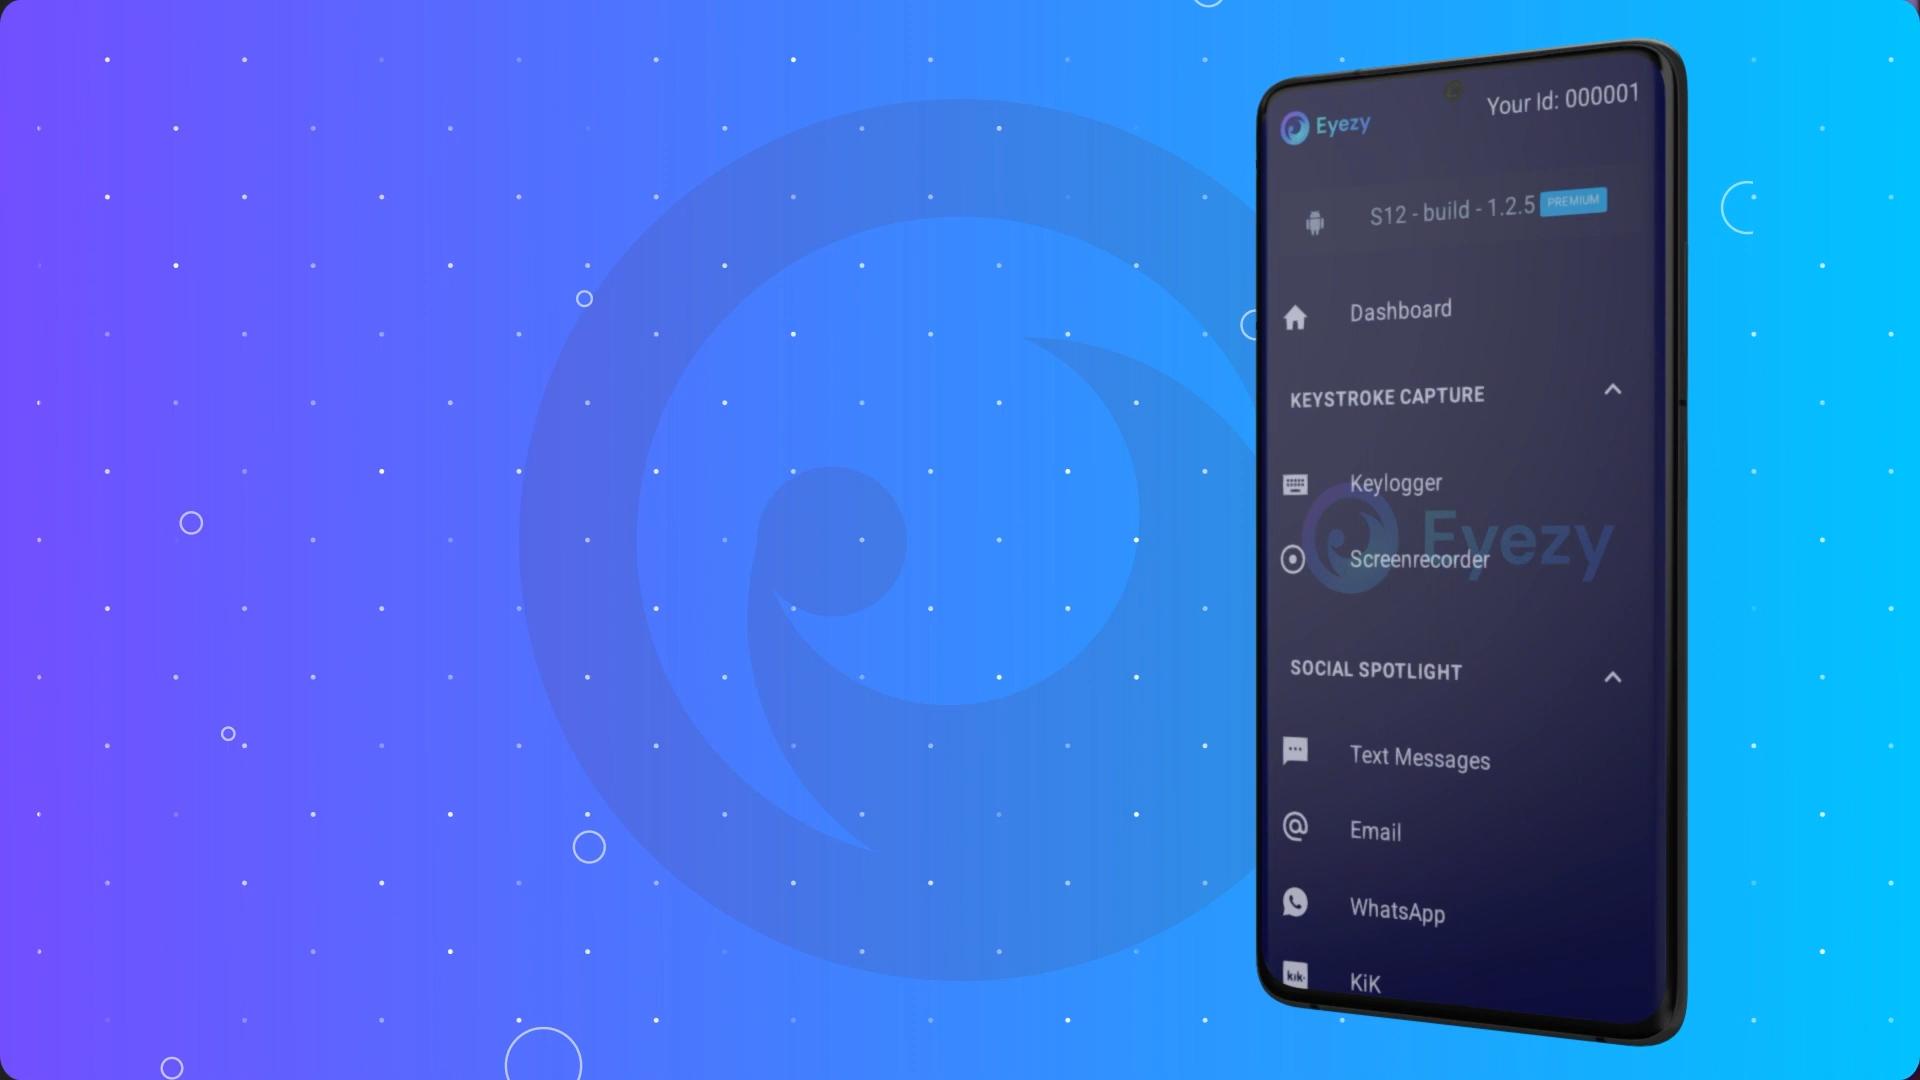 Your Id: 000001
Eyezy
S12 - build - 1.2.5 PREMIUM
Dashboard
KEYSTROKE CAPTURE
Keylogger
Eyezy
Screenrecorder
SOCIAL SPOTLIGHT
Text Messages
Email
WhatsApp
kik
KiK